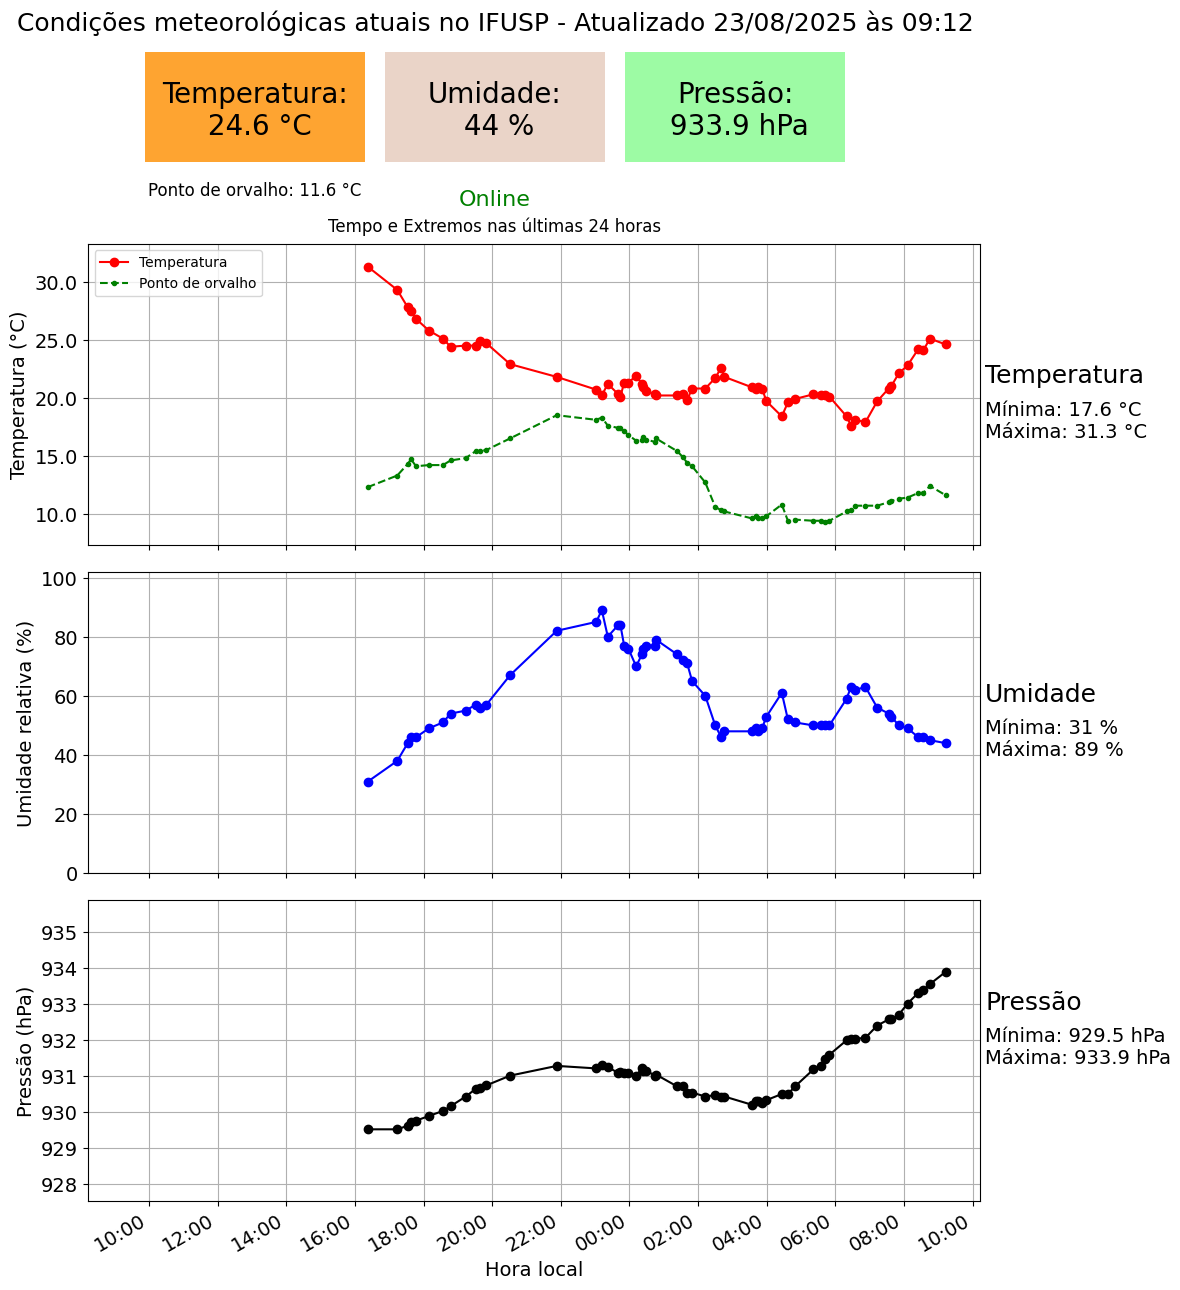 Condições meteorológicas atuais no IFUSP - Atualizado 23/08/2025 às 09:12
Temperatura:
24.6 °C
Umidade:
44 %
Pressão:
933.9 hPa
Ponto de orvalho: 11.6 °C
Online
Tempo e Extremos nas últimas 24 horas
Temperatura
Ponto de orvalho
Temperatura (°C)
30.0
25.0
20.0
15.0
10.0
Temperatura
Mínima: 17.6 °C
Máxima: 31.3 °C
Umidade relativa (%)
100
80
60
40
20
0
Umidade
Mínima: 31 %
Máxima: 89 %
Pressão (hPa)
935
934
933
932
931
930
929
928
Pressão
Mínima: 929.5 hPa
Máxima: 933.9 hPa
10:00 12:00 14:00 16:00 18:00 20:00 22:00 00:00 02:00 04:00 06:00 08:00 10:00
Hora local